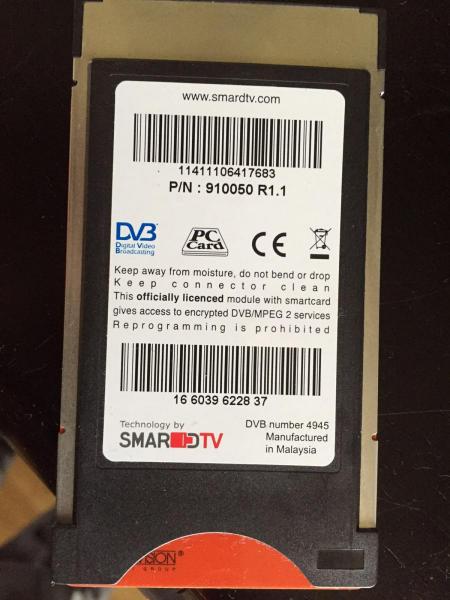 www.smardtv.com
11411106417683
P/N : 910050 R1.1
DVB
Digital Video
Broadcasting
PC
Card
CE
Keep away from moisture, do not bend or drop
Keep connector clean
This officially licenced module with smartcard
gives access to encrypted DVB/MPEG 2 services
Reprogramming is prohibited
16 6039 6228 37
Technology by
SMARDTV
DVB number 4945
Manufactured
in Malaysia
group